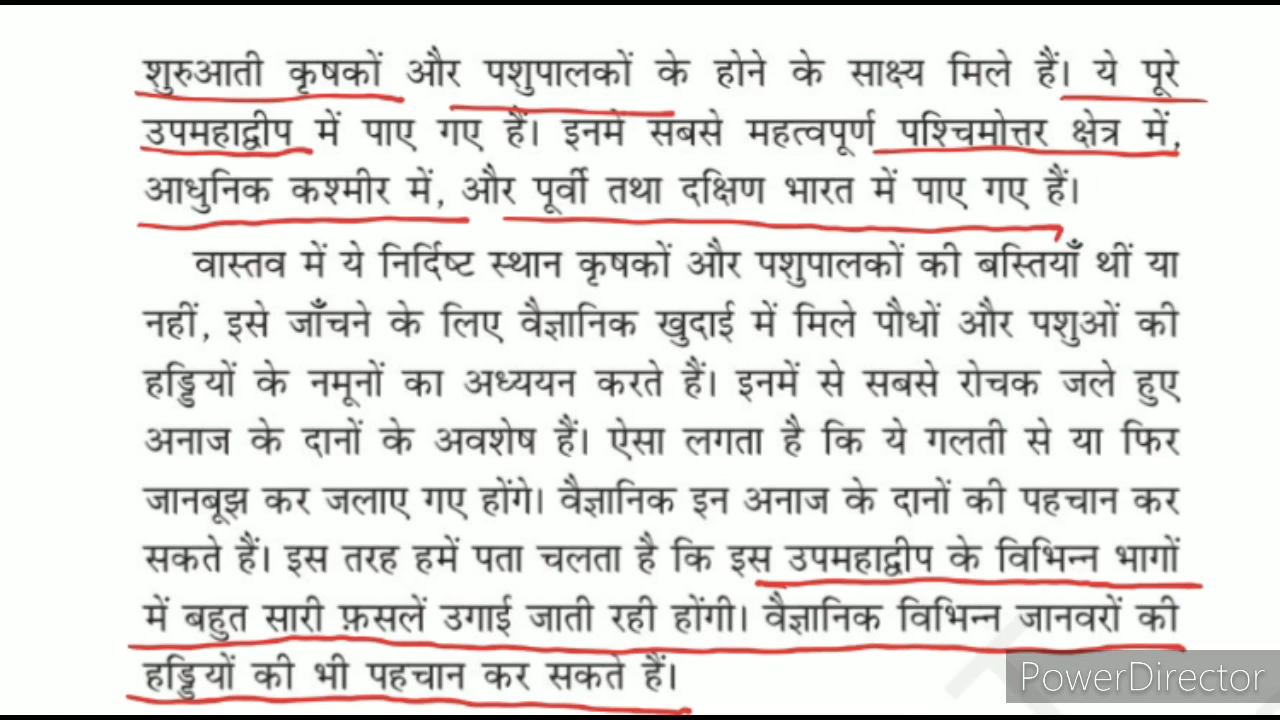 शुरुआती कृषकों और पशुपालकों के होने के साक्ष्य मिले हैं। ये पूरे
उपमहाद्वीप में पाए गए हैं। इनमें सबसे महत्वपूर्ण पश्चिमोत्तर क्षेत्र में,
आधुनिक कश्मीर में, और पूर्वी तथा दक्षिण भारत में पाए गए हैं।
वास्तव में ये निर्दिष्ट स्थान कृषकों और पशुपालकों की बस्तियाँ थीं या
नहीं, इसे जाँचने के लिए वैज्ञानिक खुदाई में मिले पौधों और पशुओं की
हड्डियों के नमूनों का अध्ययन करते हैं। इनमें से सबसे रोचक जले हुए
अनाज के दानों के अवशेष हैं। ऐसा लगता है कि ये गलती से या फिर
जानबूझ कर जलाए गए होंगे। वैज्ञानिक इन अनाज के दानों की पहचान कर
सकते हैं। इस तरह हमें पता चलता है कि इस उपमहाद्वीप के विभिन्न भागों
में बहुत सारी फ़सलें उगाई जाती रही होंगी। वैज्ञानिक विभिन्न जानवरों की
हड्डियों की भी पहचान कर सकते हैं।
PowerDirector